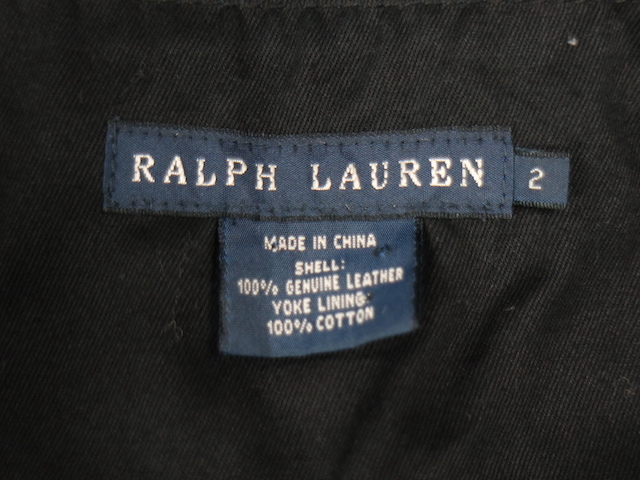 RALPH LAUREN
2
MADE IN CHINA
SHELL:
100% GENUINE LEATHER
YOKE LINING:
100% COTTON